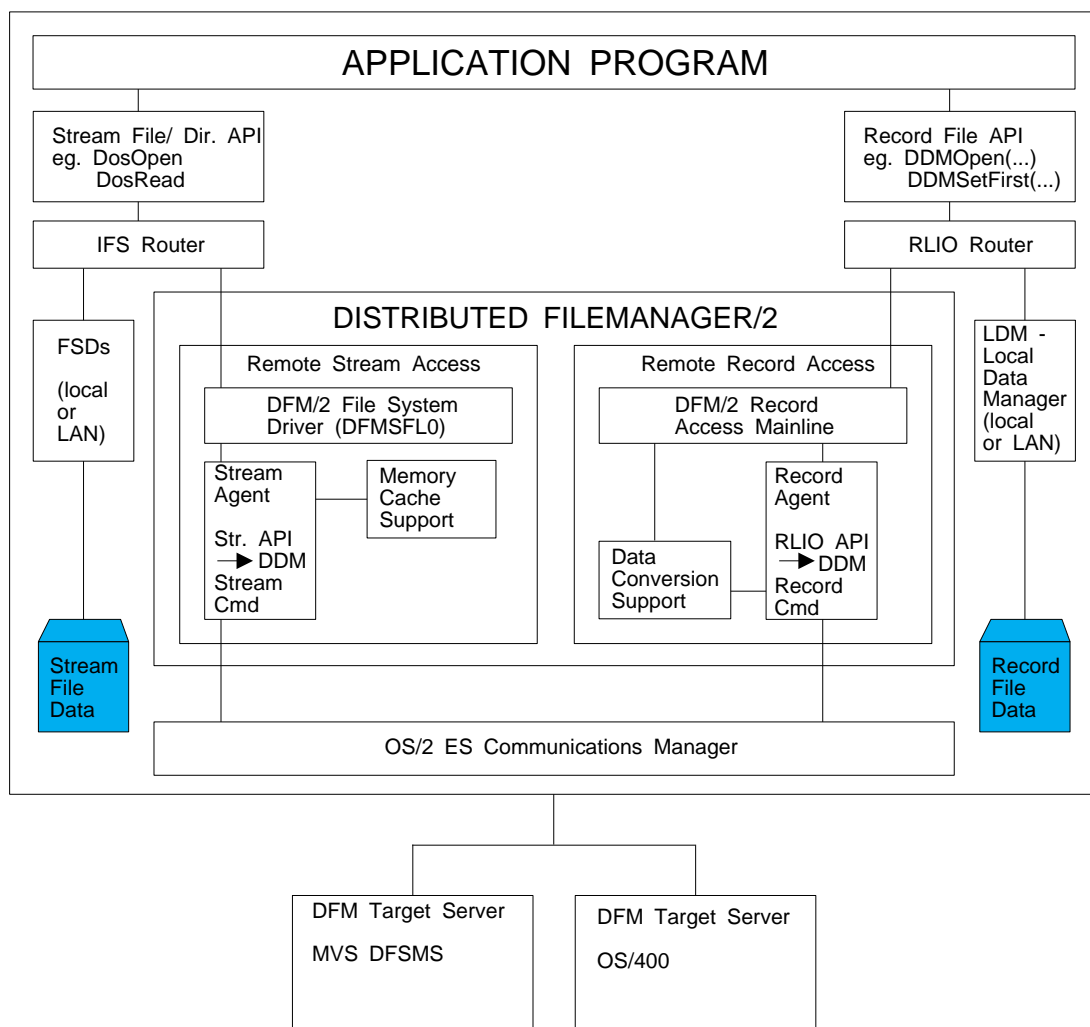 APPLICATION PROGRAM
Stream File/ Dir. API
eg. DosOpen
DosRead
Record File API
eg. DDMOpen(...)
DDMSetFirst(...)
IFS Router
RLIO Router
DISTRIBUTED FILEMANAGER/2
FSDs
(local
or
LAN)
LDM -
Local
Data
Manager
(local
or LAN)
Remote Stream Access
DFM/2 File System
Driver (DFMSFL0)
Stream
Agent
Str. API
DDM
Stream
Cmd
Memory
Cache
Support
Remote Record Access
DFM/2 Record
Access Mainline
Data
Conversion
Support
Record
Agent
RLIO API
DDM
Record
Cmd
Stream
File
Data
Record
File
Data
OS/2 ES Communications Manager
DFM Target Server
MVS DFSMS
DFM Target Server
OS/400